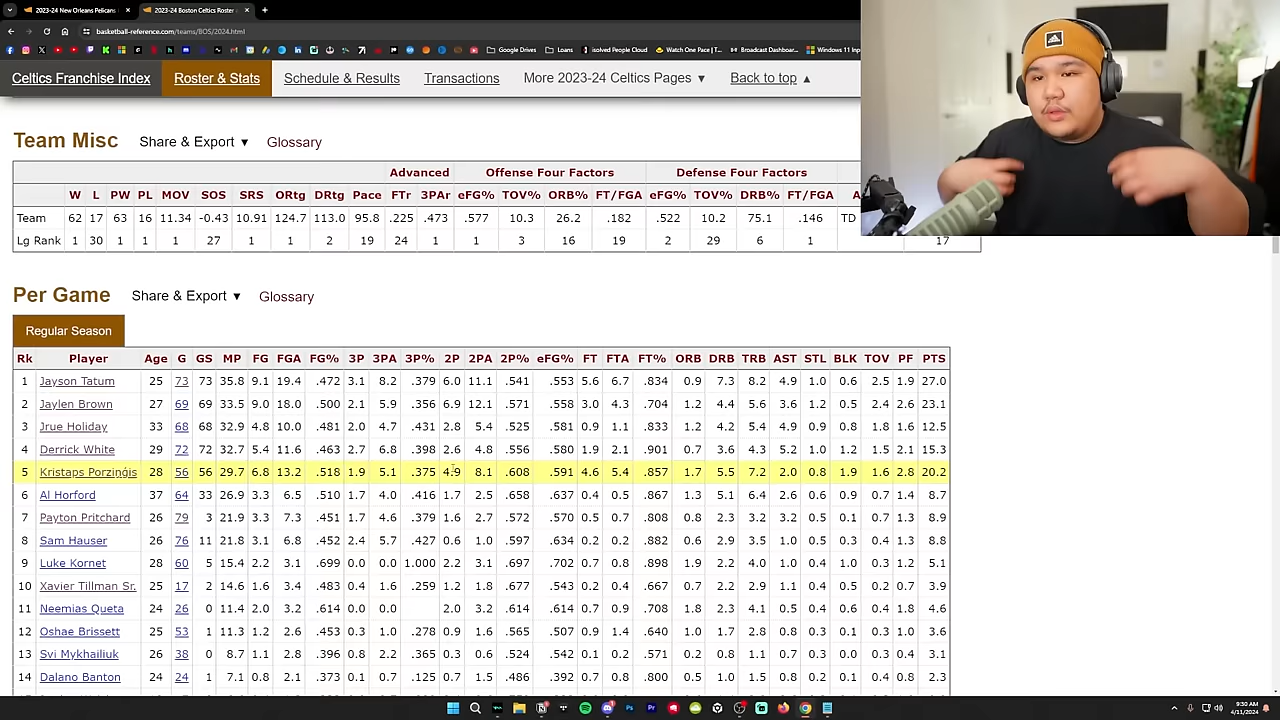 2023-24 New Orleans Pelicans
2023-24 Boston Celtics Roster
basketball-reference.com/teams/BOS/2024.html
Google Drives Loans isolved People Cloud Watch One Pace | T... Broadcast Dashboar... Windows 11 Inp
Celtics Franchise Index Roster & Stats Schedule & Results Transactions More 2023-24 Celtics Pages ▼ Back to top ▲
Team Misc Share & Export ▼ Glossary
Advanced Offense Four Factors Defense Four Factors
W L PW PL MOV SOS SRS ORtg DRtg Pace FTr 3PAr eFG% TOV% ORB% FT/FGA eFG% TOV% DRB% FT/FGA
Team 62 17 63 16 11.34 -0.43 10.91 124.7 113.0 95.8 .225 .473 .577 10.3 26.2 .182 .522 10.2 75.1 .146 TD
Lg Rank 1 30 1 1 1 27 1 1 2 19 24 1 1 3 16 19 2 29 6 1 17
Per Game Share & Export ▼ Glossary
Regular Season
Rk Player Age G GS MP FG FGA FG% 3P 3PA 3P% 2P 2PA 2P% eFG% FT FTA FT% ORB DRB TRB AST STL BLK TOV PF PTS
1 Jayson Tatum 25 73 73 35.8 9.1 19.4 .472 3.1 8.2 .379 6.0 11.1 .541 .553 5.6 6.7 .834 0.9 7.3 8.2 4.9 1.0 0.6 2.5 1.9 27.0
2 Jaylen Brown 27 69 69 33.5 9.0 18.0 .500 2.1 5.9 .356 6.9 12.1 .571 .558 3.0 4.3 .704 1.2 4.4 5.6 3.6 1.2 0.5 2.4 2.6 23.1
3 Jrue Holiday 33 68 68 32.9 4.8 10.0 .481 2.0 4.7 .431 2.8 5.4 .525 .581 0.9 1.1 .833 1.2 4.2 5.4 4.9 0.9 0.8 1.8 1.6 12.5
4 Derrick White 29 72 72 32.7 5.4 11.6 .463 2.7 6.8 .398 2.6 4.8 .556 .580 1.9 2.1 .901 0.7 3.6 4.3 5.1 1.0 1.2 1.5 2.1 15.3
5 Kristaps Porziņģis 28 56 56 29.7 6.8 13.2 .518 1.9 5.1 .375 4.9 8.1 .608 .591 4.6 5.4 .857 1.7 5.5 7.2 2.0 0.8 1.9 1.6 2.8 20.2
6 Al Horford 37 64 33 26.9 3.3 6.5 .510 1.7 4.0 .416 1.7 2.5 .658 .637 0.4 0.5 .867 1.3 5.1 6.4 2.6 0.6 0.9 0.7 1.4 8.7
7 Payton Pritchard 26 79 3 21.9 3.3 7.3 .451 1.7 4.6 .379 1.6 2.7 .572 .570 0.5 0.7 .808 0.8 2.3 3.2 3.2 0.5 0.1 0.7 1.3 8.9
8 Sam Hauser 26 76 11 21.8 3.1 6.8 .452 2.4 5.7 .427 0.6 1.0 .597 .634 0.2 0.2 .882 0.6 2.9 3.5 1.0 0.5 0.3 0.4 1.3 8.8
9 Luke Kornet 28 60 5 15.4 2.2 3.1 .699 0.0 0.0 1.000 2.2 3.1 .697 .702 0.7 0.8 .898 1.9 2.2 4.0 1.0 0.4 1.0 0.3 1.2 5.1
10 Xavier Tillman Sr. 25 17 2 14.6 1.6 3.4 .483 0.4 1.6 .259 1.2 1.8 .677 .543 0.2 0.4 .667 0.7 2.2 2.9 1.1 0.4 0.5 0.2 0.7 3.9
11 Neemias Queta 24 26 0 11.4 2.0 3.2 .614 0.0 0.0 2.0 3.2 .614 .614 0.7 0.9 .708 1.8 2.3 4.1 0.5 0.4 0.6 0.4 1.8 4.6
12 Oshae Brissett 25 53 1 11.3 1.2 2.6 .453 0.3 1.0 .278 0.9 1.6 .565 .507 0.9 1.4 .640 1.0 1.7 2.8 0.8 0.3 0.1 0.3 1.0 3.6
13 Svi Mykhailiuk 26 38 0 8.7 1.1 2.8 .396 0.8 2.2 .365 0.3 0.6 .524 .542 0.1 0.2 .571 0.2 0.8 1.1 0.7 0.3 0.0 0.3 0.4 3.1
14 Dalano Banton 24 24 1 7.1 0.8 2.1 .373 0.1 0.7 .125 0.7 1.5 .486 .392 0.7 0.8 .800 0.5 1.0 1.5 0.8 0.2 0.1 0.4 0.8 2.3
9:30 AM
4/11/2024